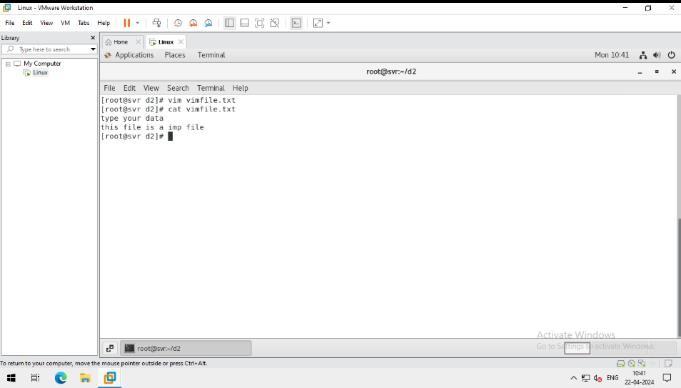 Linux - VMware Workstation
File Edit View VM Tabs Help
Library
Type here to search
My Computer
Linux
Home
Linux
Applications Places Terminal
Mon 10:41
root@svr:~/d2
File Edit View Search Terminal Help
[root@svr d2]# vim vimfile.txt
[root@svr d2]# cat vimfile.txt
type your data
this file is a imp file
[root@svr d2]#
Activate Windows
Go to Settings to activate Windows.
root@svr:~/d2
To return to your computer, move the mouse pointer outside or press Ctrl+Alt.
ENG
10:41
22-04-2024